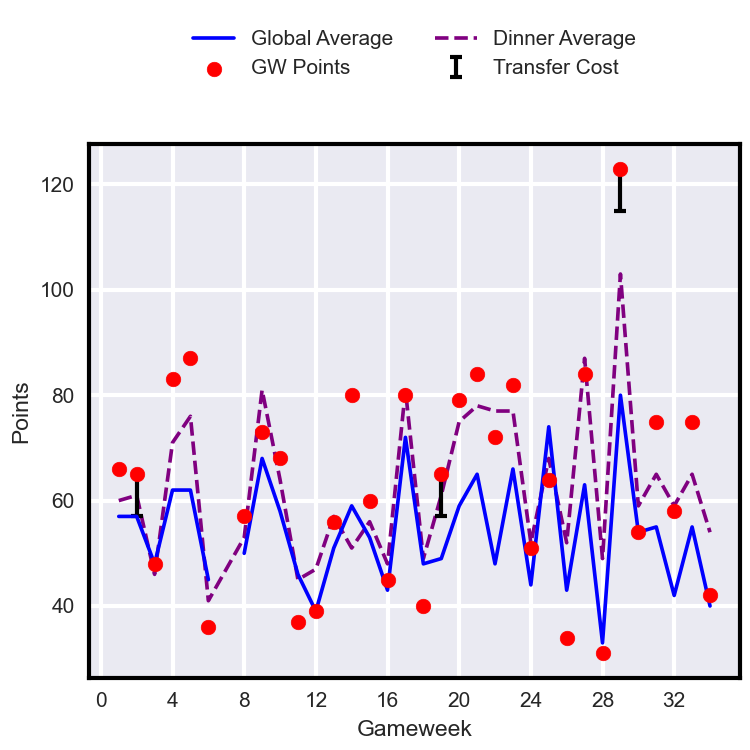 Global Average Dinner Average
GW Points Transfer Cost
120
100
80
60
40
Points
0 4 8 12 16 20 24 28 32
Gameweek